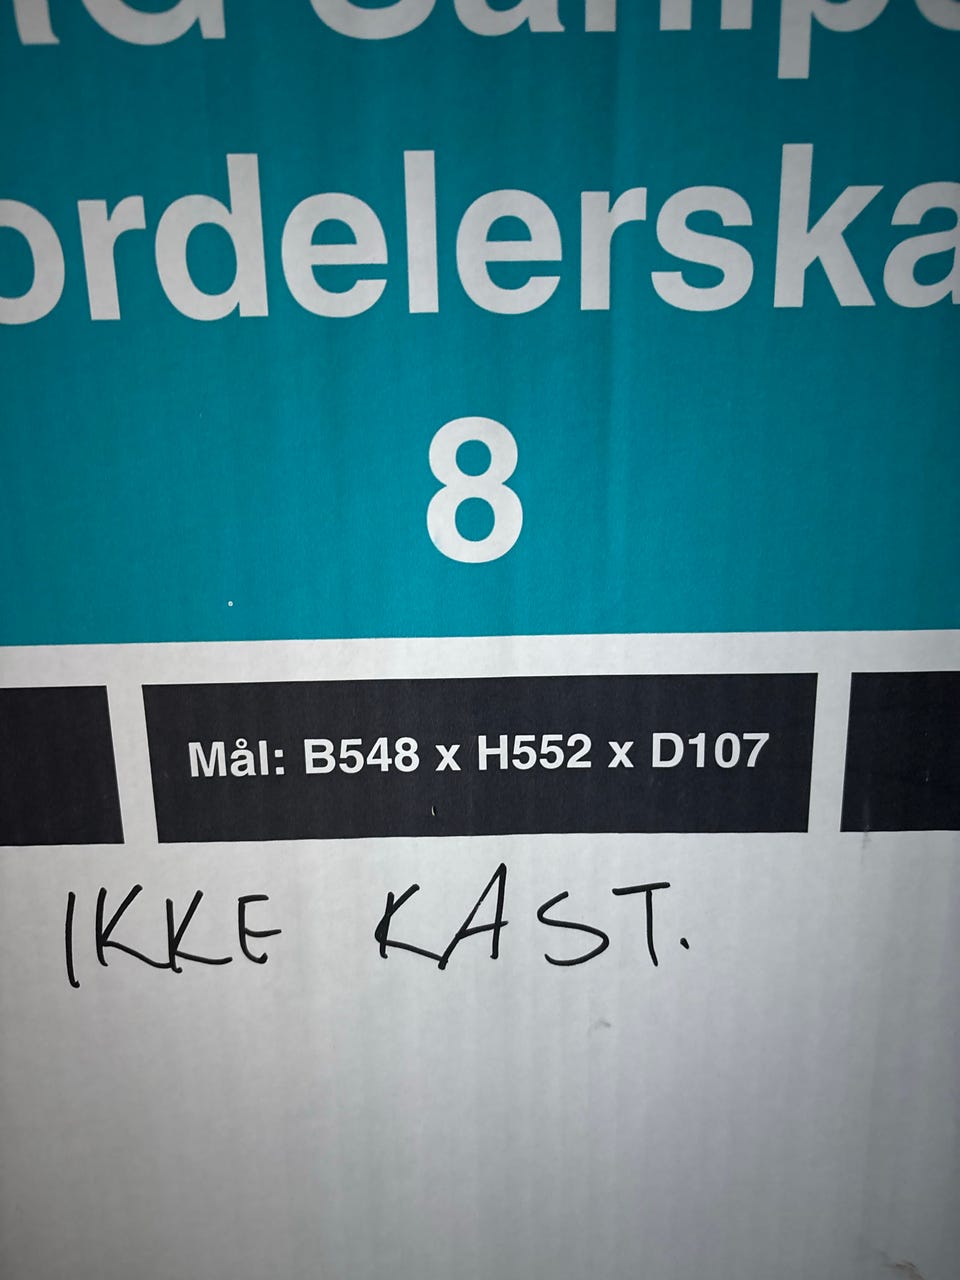 ordelerska
8
Mål: B548 x H552 x D107
IKKE KAST.